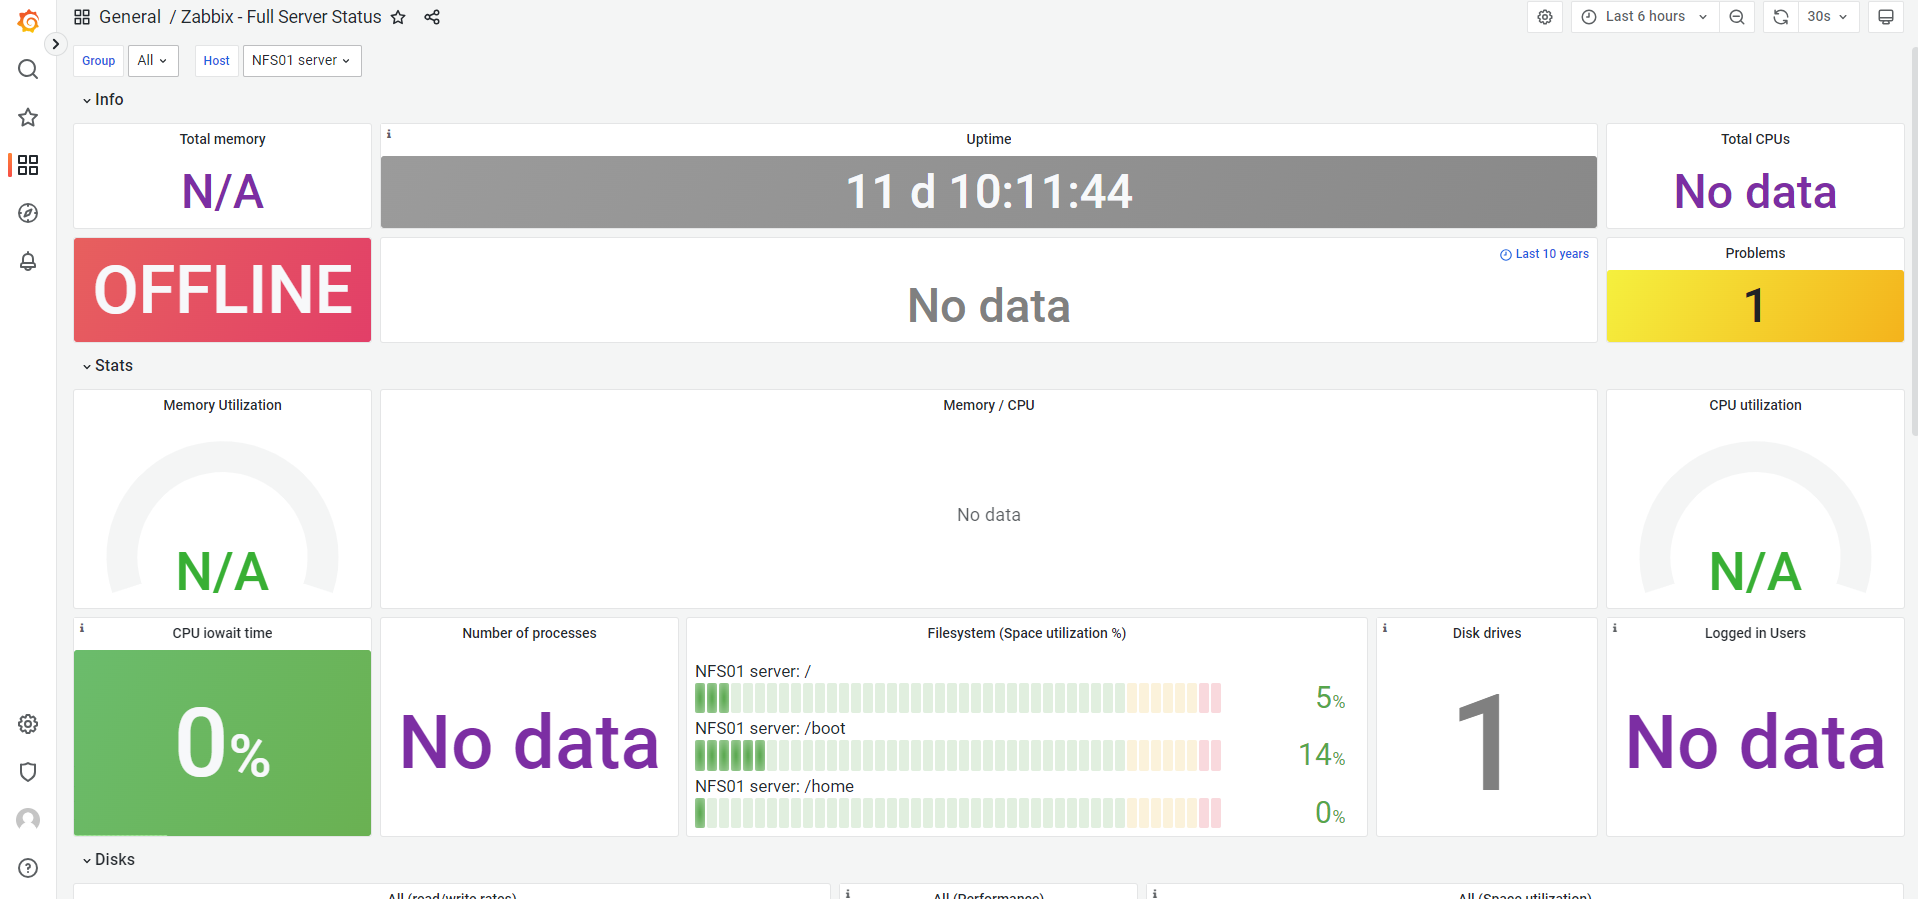 General / Zabbix - Full Server Status
Last 6 hours
30s
Group
All
Host
NFS01 server
Info
Total memory
N/A
Uptime
11 d 10:11:44
Total CPUs
No data
OFFLINE
Last 10 years
No data
Problems
1
Stats
Memory Utilization
N/A
Memory / CPU
No data
CPU utilization
N/A
CPU iowait time
0%
Number of processes
No data
Filesystem (Space utilization %)
NFS01 server: /
5%
NFS01 server: /boot
14%
NFS01 server: /home
0%
Disk drives
1
Logged in Users
No data
Disks
All (read/write rates)
All (Performance)
All (Space utilization)